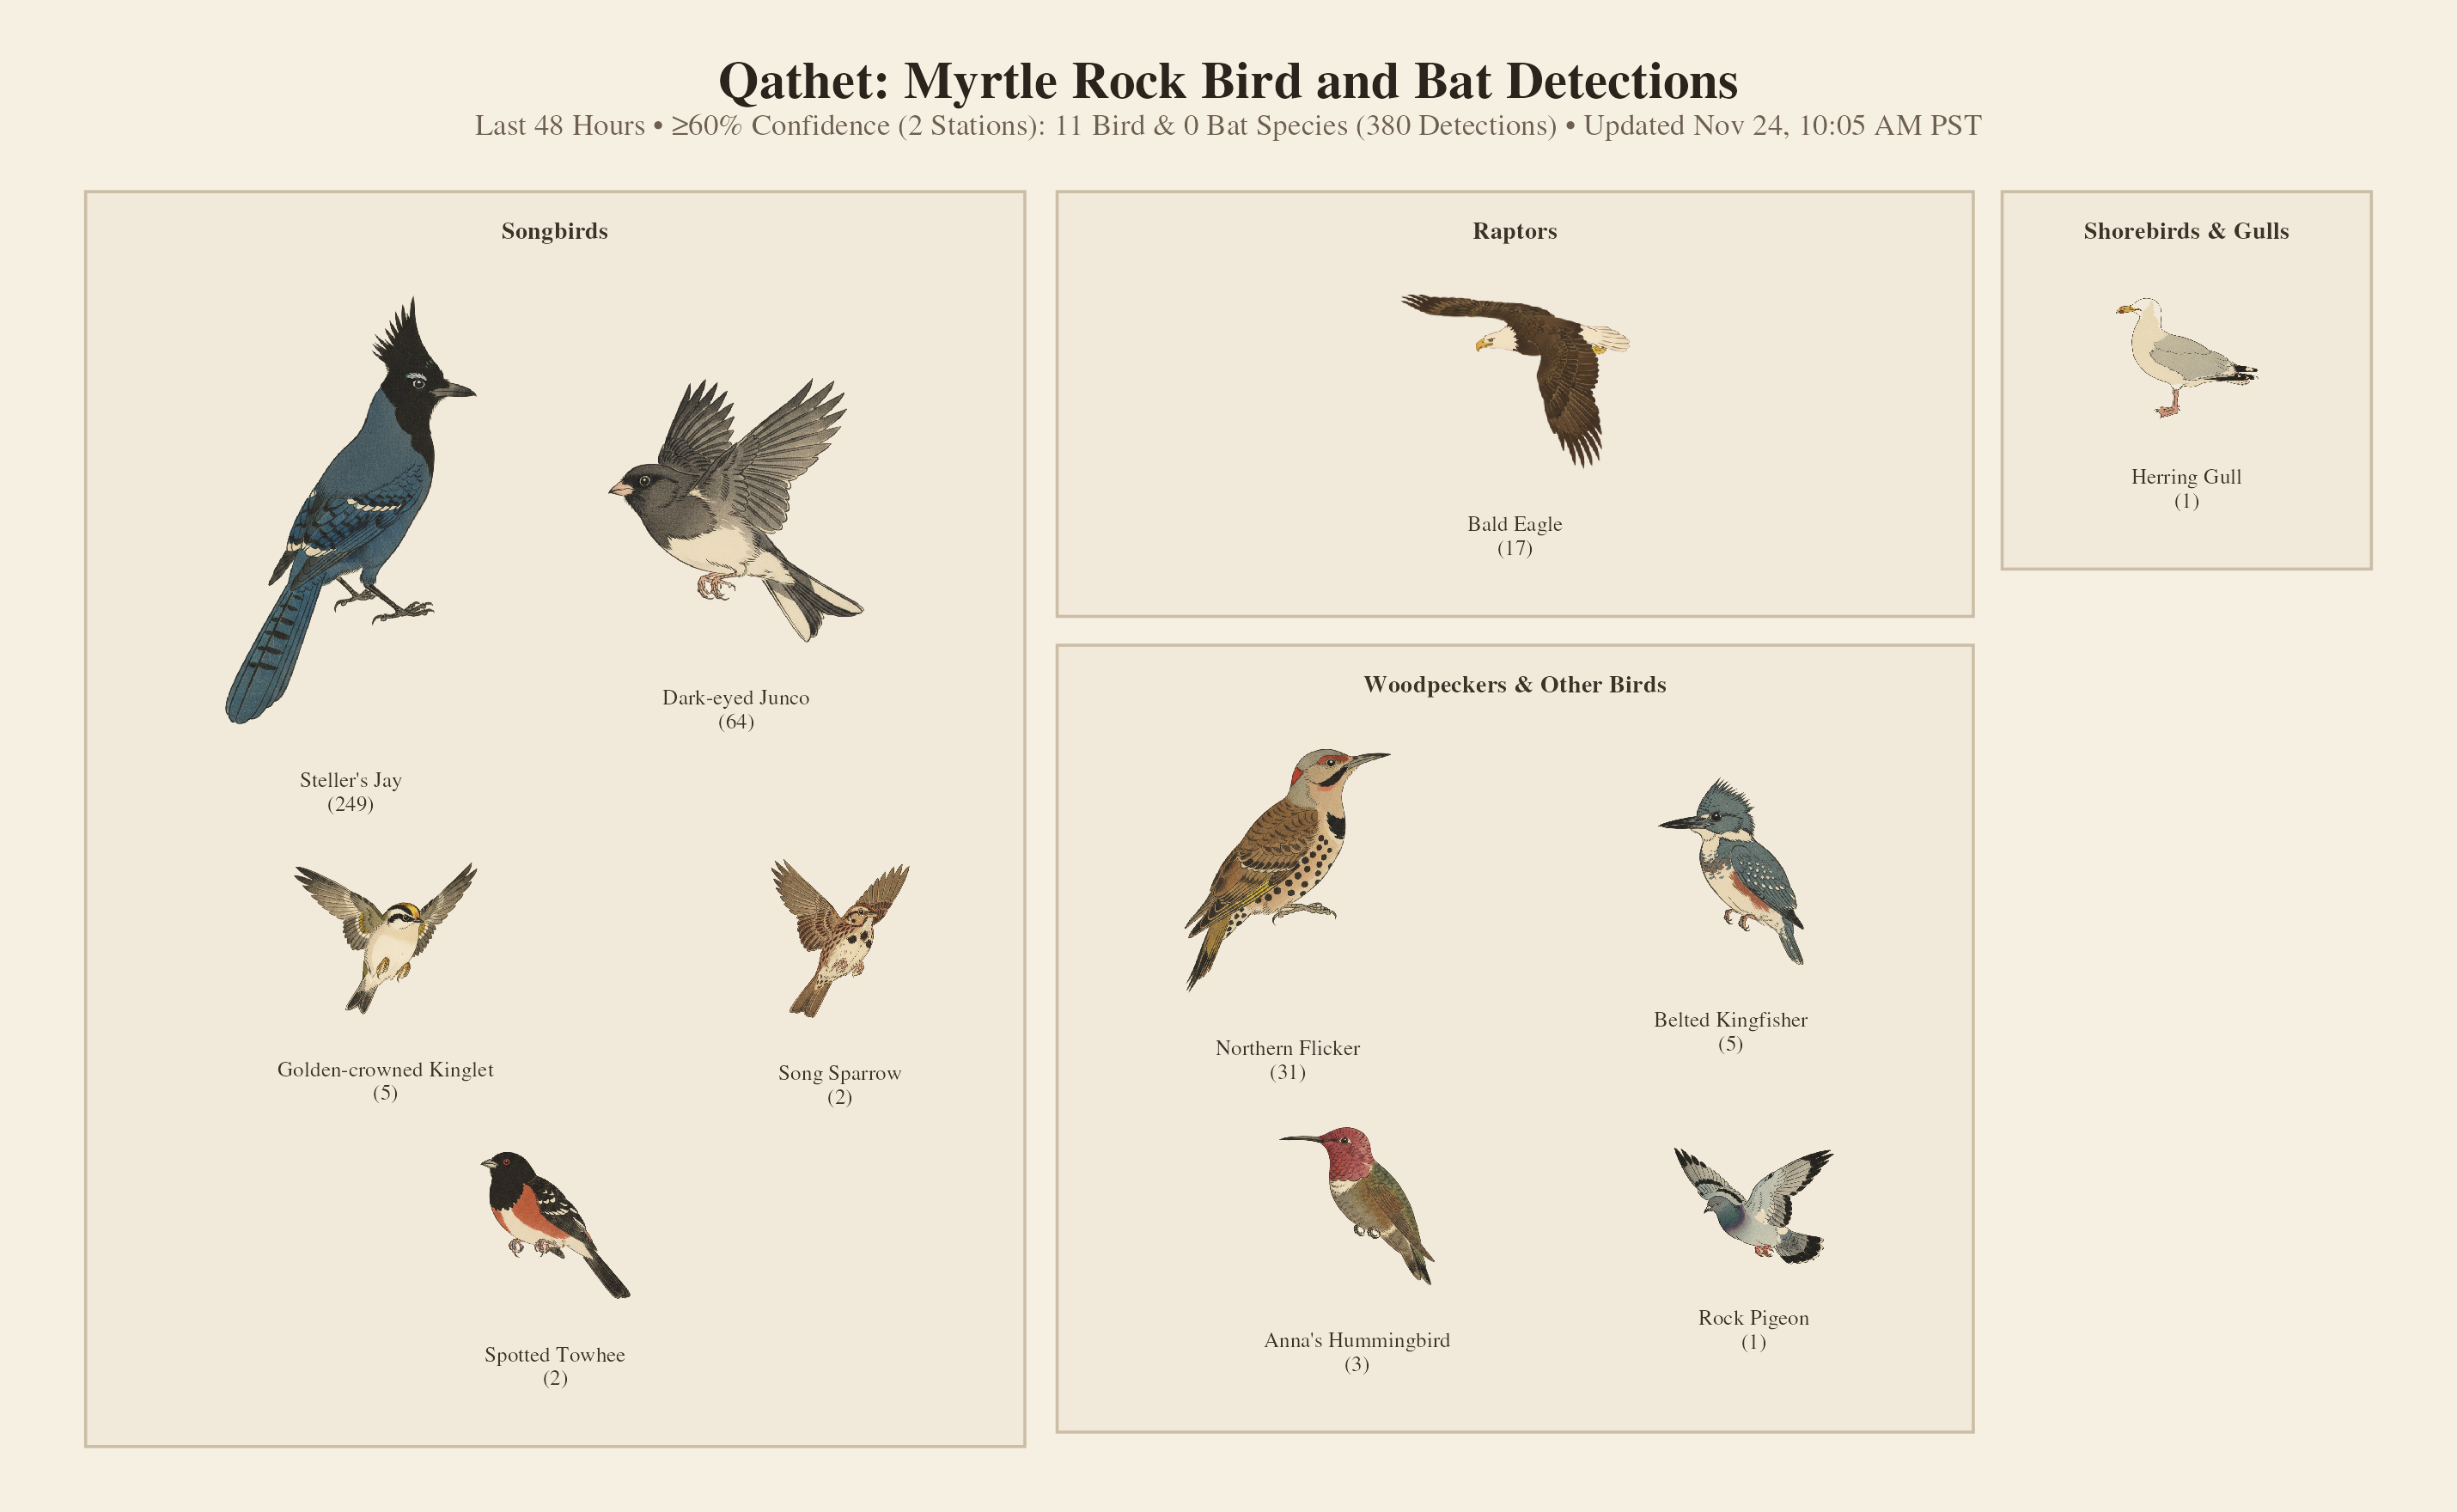 Qathet: Myrtle Rock Bird and Bat Detections
Last 48 Hours • ≥60% Confidence (2 Stations): 11 Bird & 0 Bat Species (380 Detections) • Updated Nov 24, 10:05 AM PST
Songbirds
Steller's Jay
(249)
Dark-eyed Junco
(64)
Golden-crowned Kinglet
(5)
Song Sparrow
(2)
Spotted Towhee
(2)
Raptors
Bald Eagle
(17)
Woodpeckers & Other Birds
Northern Flicker
(31)
Belted Kingfisher
(5)
Anna's Hummingbird
(3)
Rock Pigeon
(1)
Shorebirds & Gulls
Herring Gull
(1)